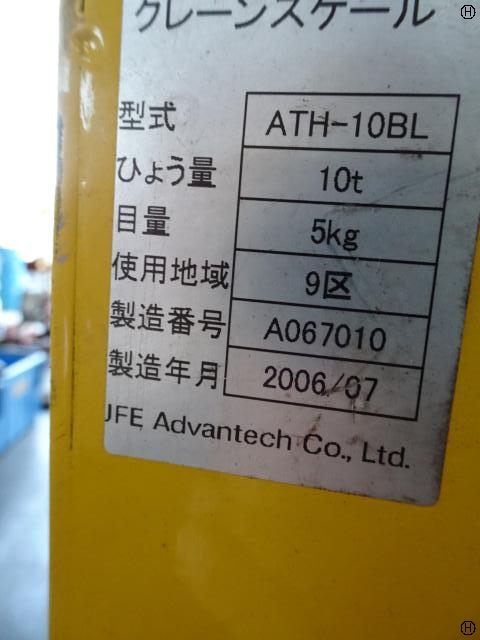 クレーンスケール
型式 ATH-10BL
ひょう量 10t
目量 5kg
使用地域 9区
製造番号 A067010
製造年月 2006/07
JFE Advantech Co., Ltd.